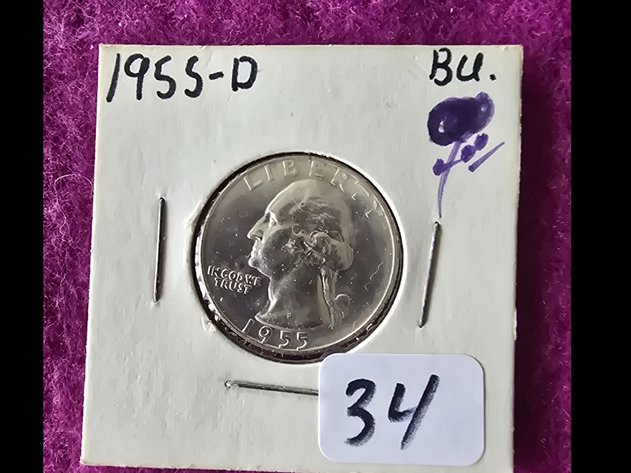 1955-D BU.
LIBERTY
IN GOD WE
TRUST
1955
34